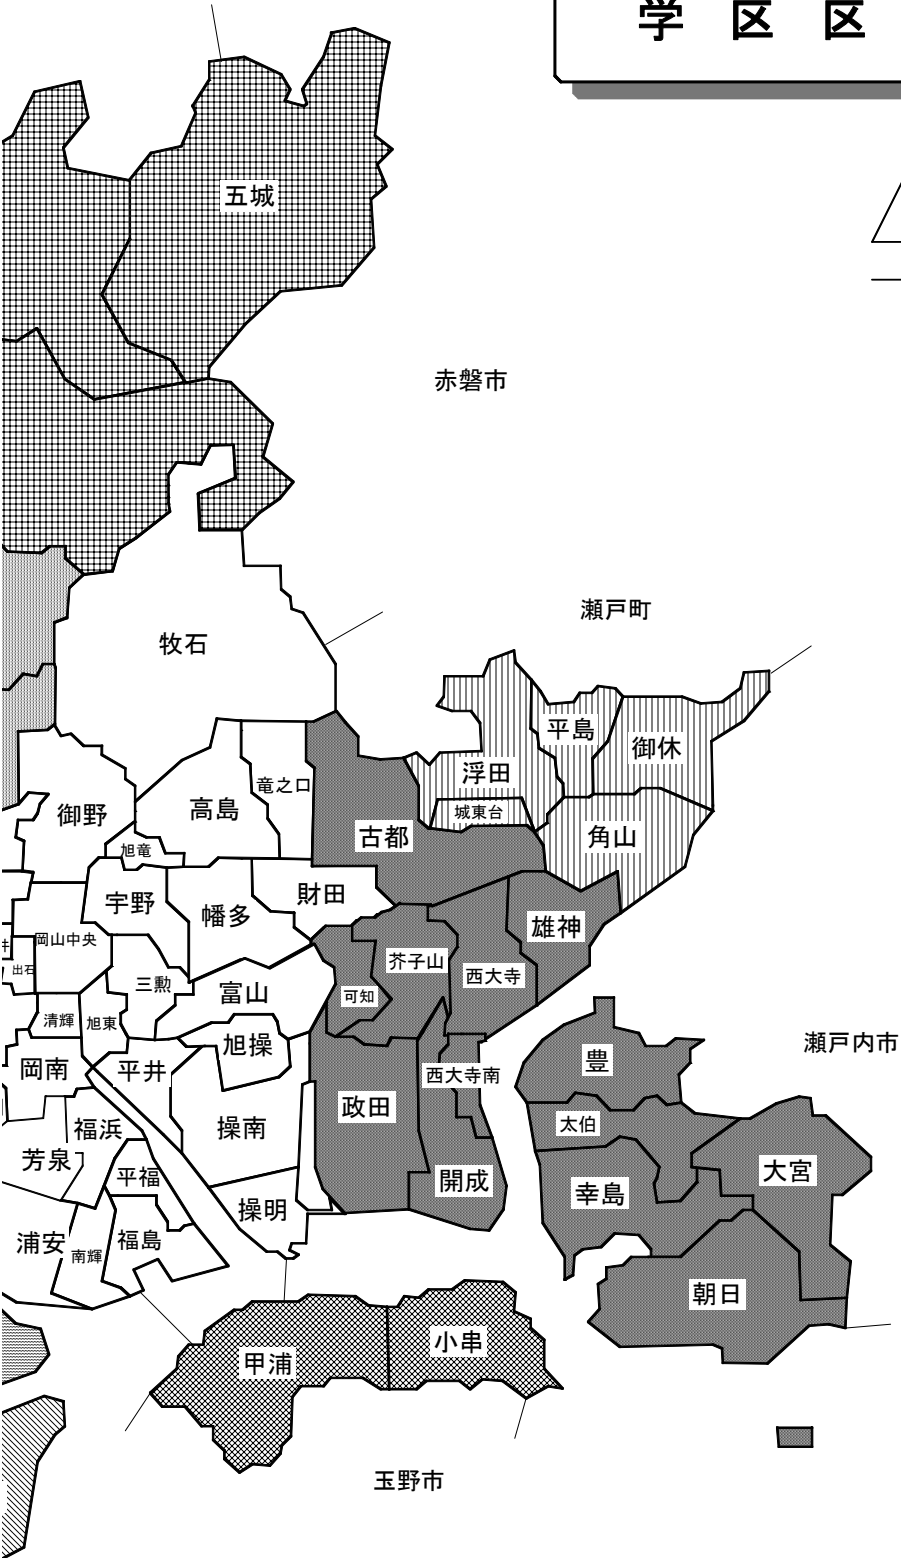 学区区
五城
赤磐市
瀬戸町
牧石
平島
御休
浮田
竜之口
高島
御野
城東台
古都
角山
旭竜
財田
宇野
幡多
雄神
井
岡山中央
芥子山
出石
西大寺
三勲
富山
可知
清輝
旭東
旭操
瀬戸内市
豊
岡南
平井
西大寺南
政田
太伯
福浜
操南
芳泉
大宮
平福
開成
幸島
操明
浦安
福島
南輝
朝日
小串
甲浦
玉野市